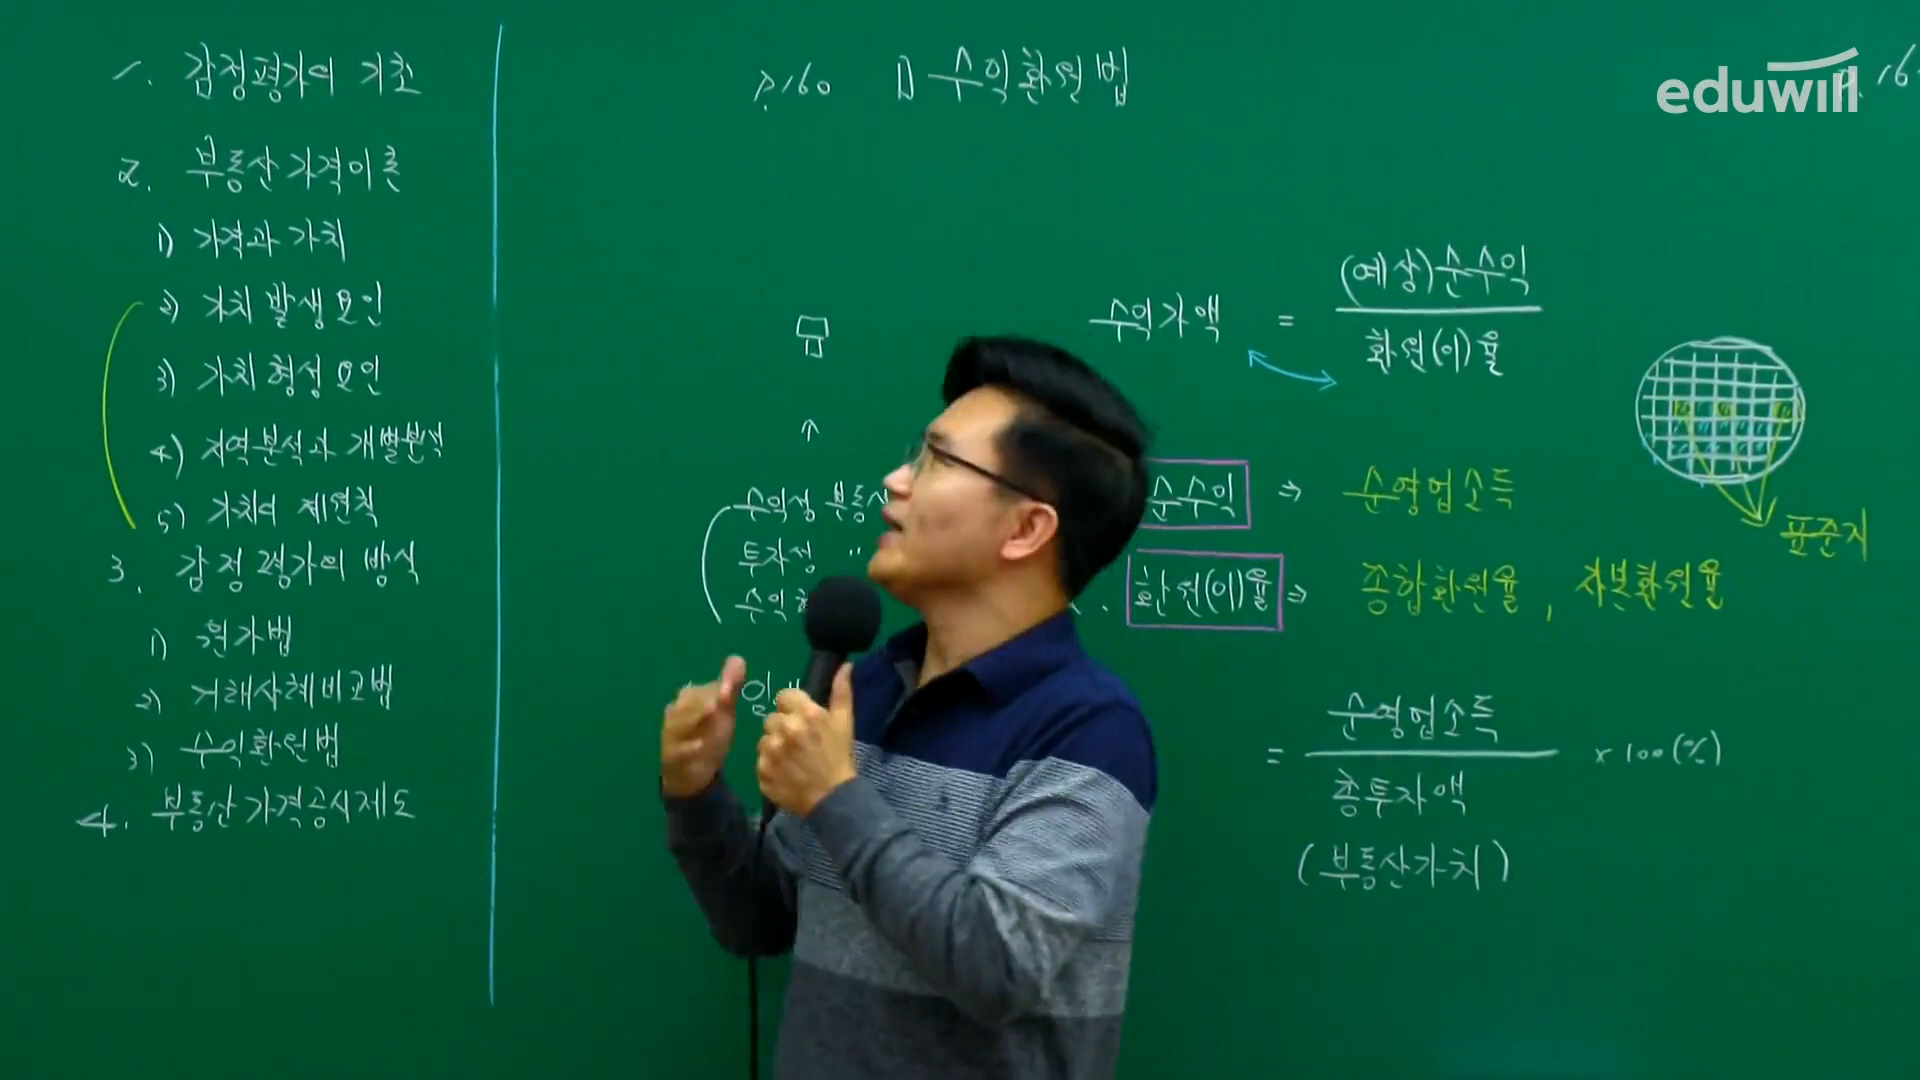 1. 감정평가의 기초
2. 부동산가격이론
1) 가격과 가치
2) 가치발생요인
3) 가치형성요인
4) 지역분석과 개별분석
5) 가치의 제원칙
3. 감정평가의 방식
1) 원가법
2) 거래사례비교법
3) 수익환원법
4. 부동산가격공시제도
P.160 1) 수익환원법
eduwill
수익가액 = (예상)순수익
환원(이)율
수익성 부동
투자성 "
수익
순수익 ⇒ 순영업소득
환원(이)율 ⇒ 종합환원율, 자본환원율
표준지
= 순영업소득 × 100(%)
총투자액
(부동산가치)